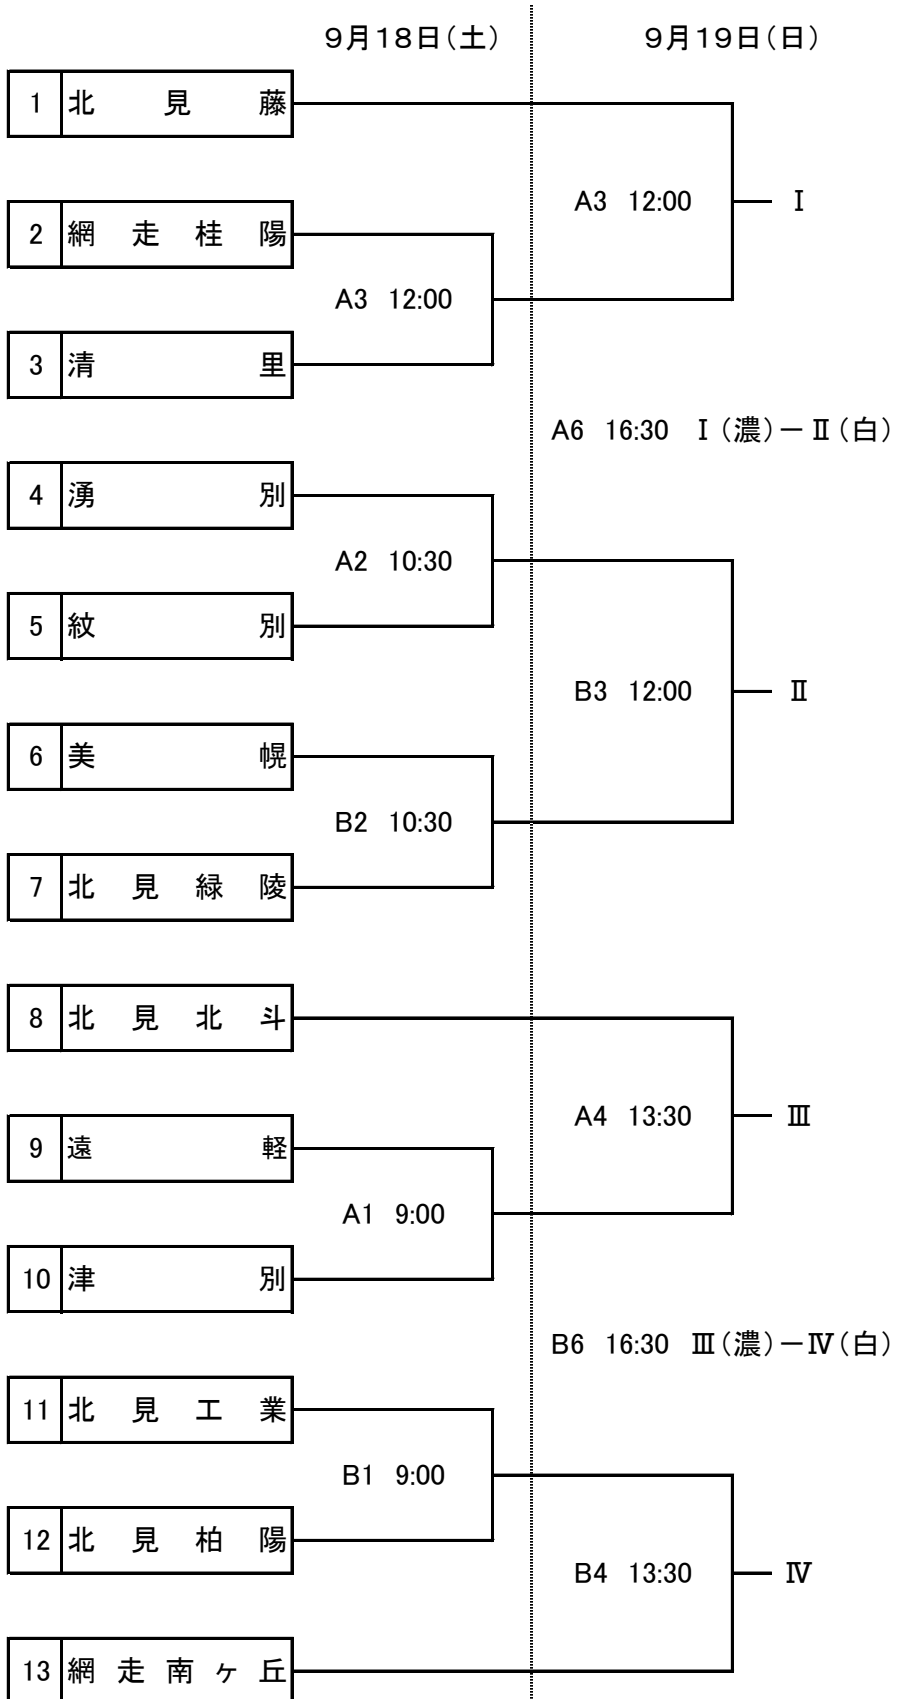 9月18日(土) 9月19日(日)
1 北見藤
A3 12:00 Ⅰ
2 網走桂陽
A3 12:00
3 清里
A6 16:30 Ⅰ(濃)ーⅡ(白)
4 湧別
A2 10:30
5 紋別
B3 12:00 Ⅱ
6 美幌
B2 10:30
7 北見緑陵
8 北見北斗
A4 13:30 Ⅲ
9 遠軽
A1 9:00
10 津別
B6 16:30 Ⅲ(濃)ーⅣ(白)
11 北見工業
B1 9:00
12 北見柏陽
B4 13:30 Ⅳ
13 網走南ヶ丘